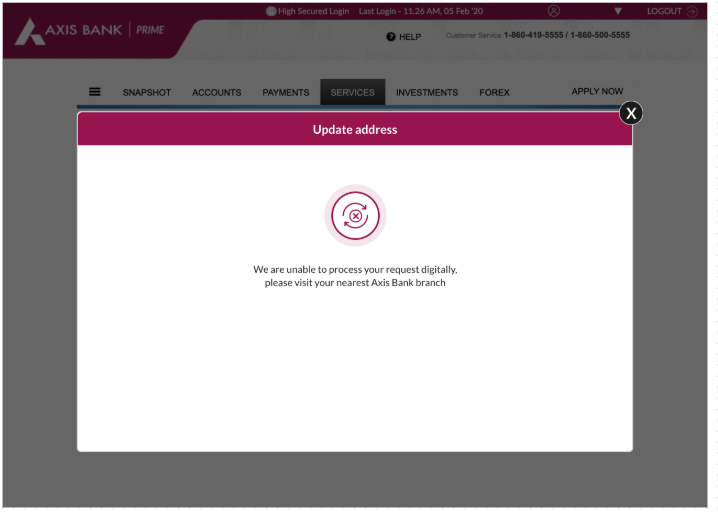 High Secured Login Last Login - 11.26 AM, 05 Feb '20 LOGOUT
AXIS BANK | PRIME
? HELP Customer Service 1-860-419-5555 / 1-860-500-5555
SNAPSHOT ACCOUNTS PAYMENTS SERVICES INVESTMENTS FOREX APPLY NOW
X
Update address
We are unable to process your request digitally,
please visit your nearest Axis Bank branch